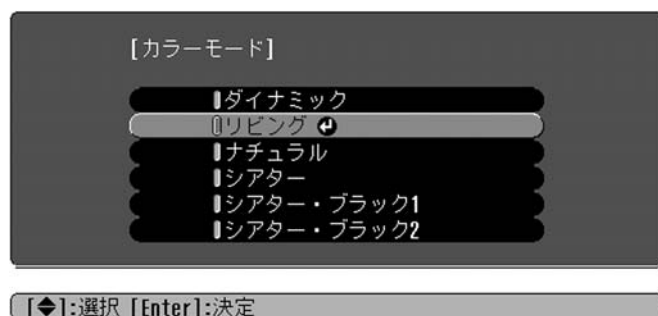 [カラーモード]
ダイナミック
リビング
ナチュラル
シアター
シアター・ブラック1
シアター・ブラック2
[◆]:選択 [Enter]:決定